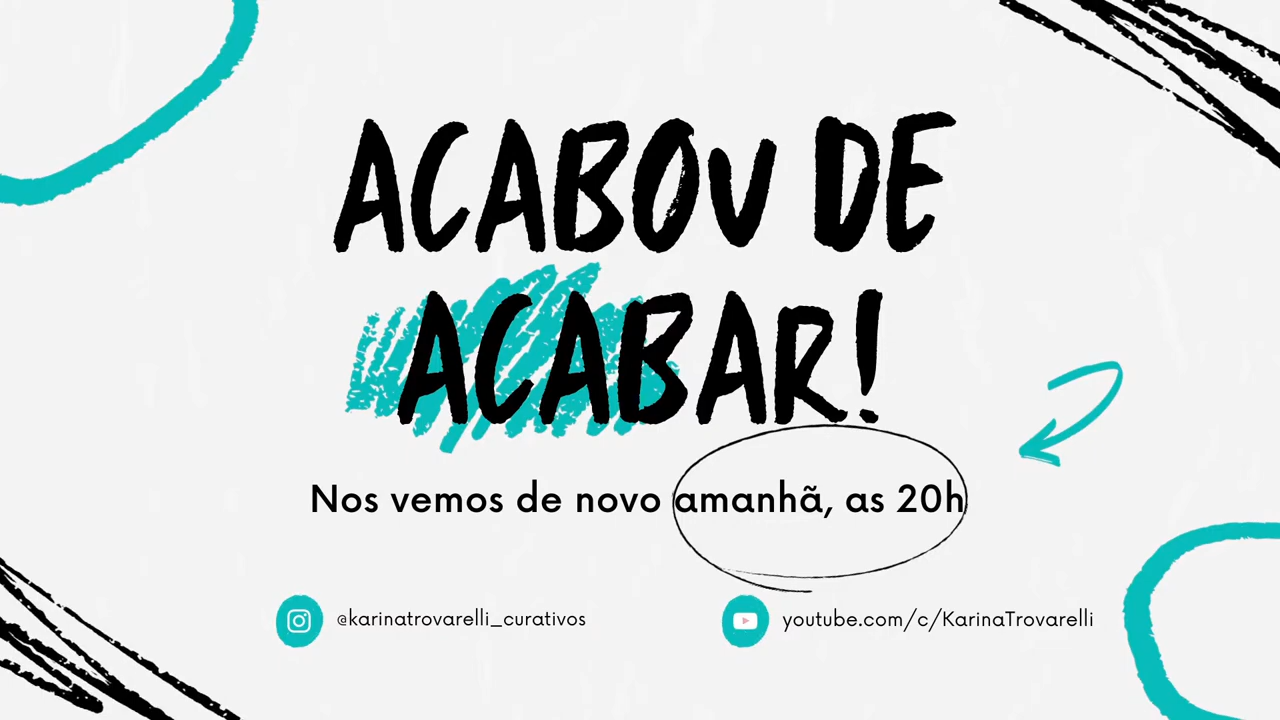 ACABOU DE
ACABAR!
Nos vemos de novo amanhã, as 20h
@karinatrovarelli_curativos
youtube.com/c/KarinaTrovarelli